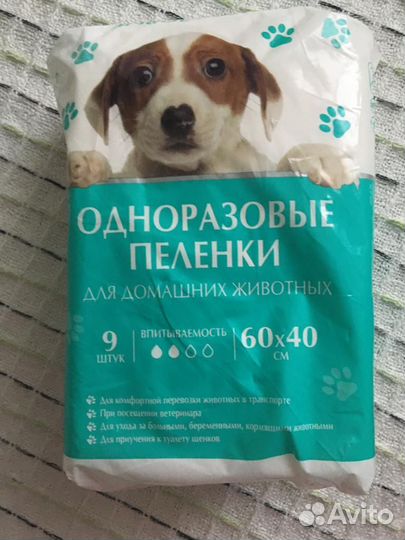 ОДНОРАЗОВЫЕ
ПЕЛЕНКИ
ДЛЯ ДОМАШНИХ ЖИВОТНЫХ
9
ШТУК
ВПИТЫВАЕМОСТЬ
60х40
СМ
Для комфортной перевозки животных в транспорте
При посещении ветеринара
Для ухода за больными, беременными, кормящими животными
Для приучения к туалету щенков
Avito